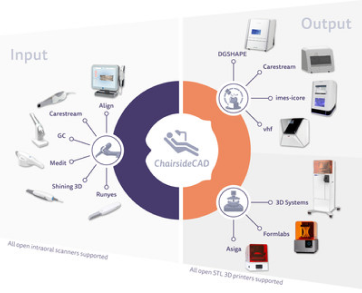 Input
Output
DGSHAPE
Carestream
imes-icore
vhf
Align
Carestream
GC
Medit
Shining 3D
Runyes
ChairsideCAD
3D Systems
Formlabs
Asiga
All open intraoral scanners supported
All open STL 3D printers supported